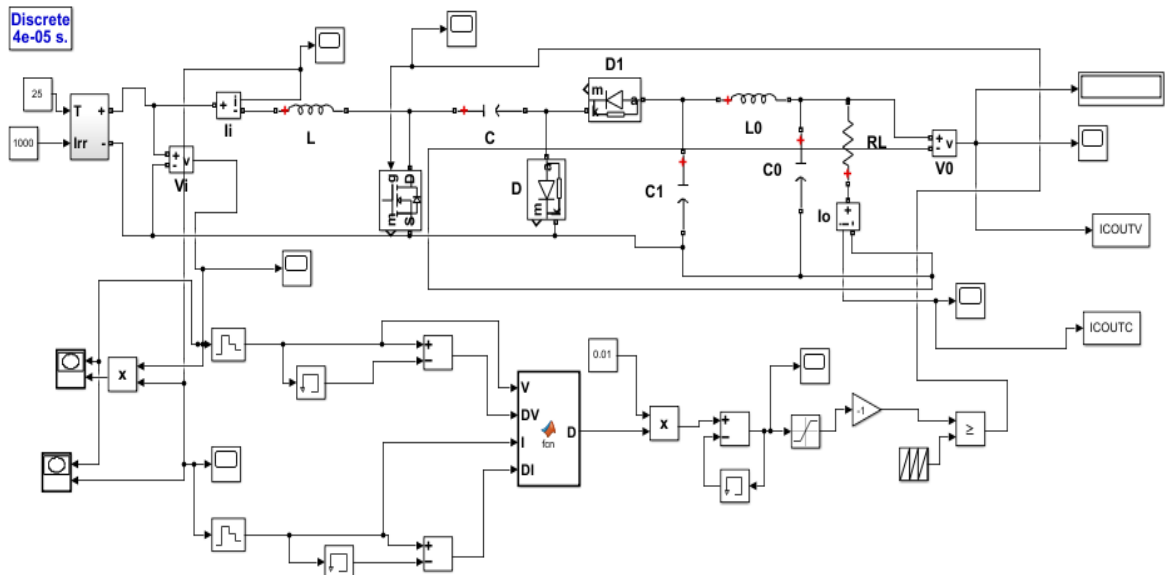 Discrete
4e-05 s.
25
1000
T
Irr
+
-
+
-
i
Ii
L
+
-
v
Vi
g
D
m
S
C
D
m
k
D1
m
k
a
C1
L0
C0
RL
+
i
-
Io
+
-
v
V0
ICOUTV
ICOUTC
x
+
-
+
-
V
DV
I
DI
fcn
D
0.01
x
+
-
-1
≥